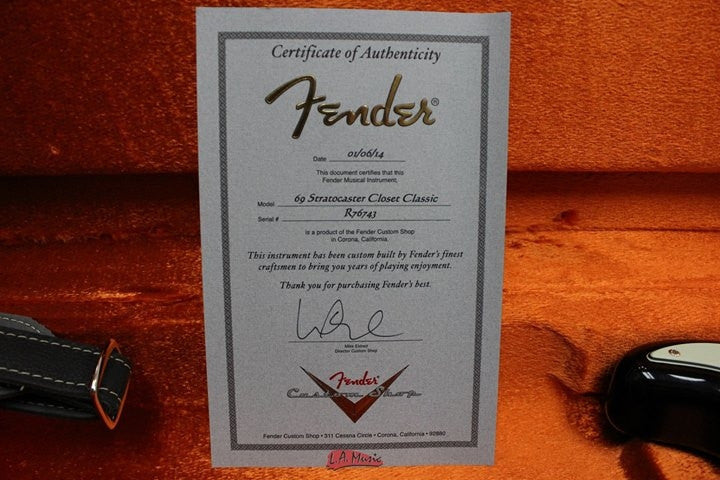 Certificate of Authenticity
Fender®
Date 01/06/14
This document certifies that this
Fender Musical Instrument,
Model 69 Stratocaster Closet Classic
Serial # R76743
is a product of the Fender Custom Shop
in Corona, California.
This instrument has been custom built by Fender's finest
craftsmen to bring you years of playing enjoyment.
Thank you for purchasing Fender's best.
Mike Eldred
Director Custom Shop
Fender®
Custom Shop
Fender Custom Shop • 311 Cessna Circle • Corona, California • 92880
L.A. Music